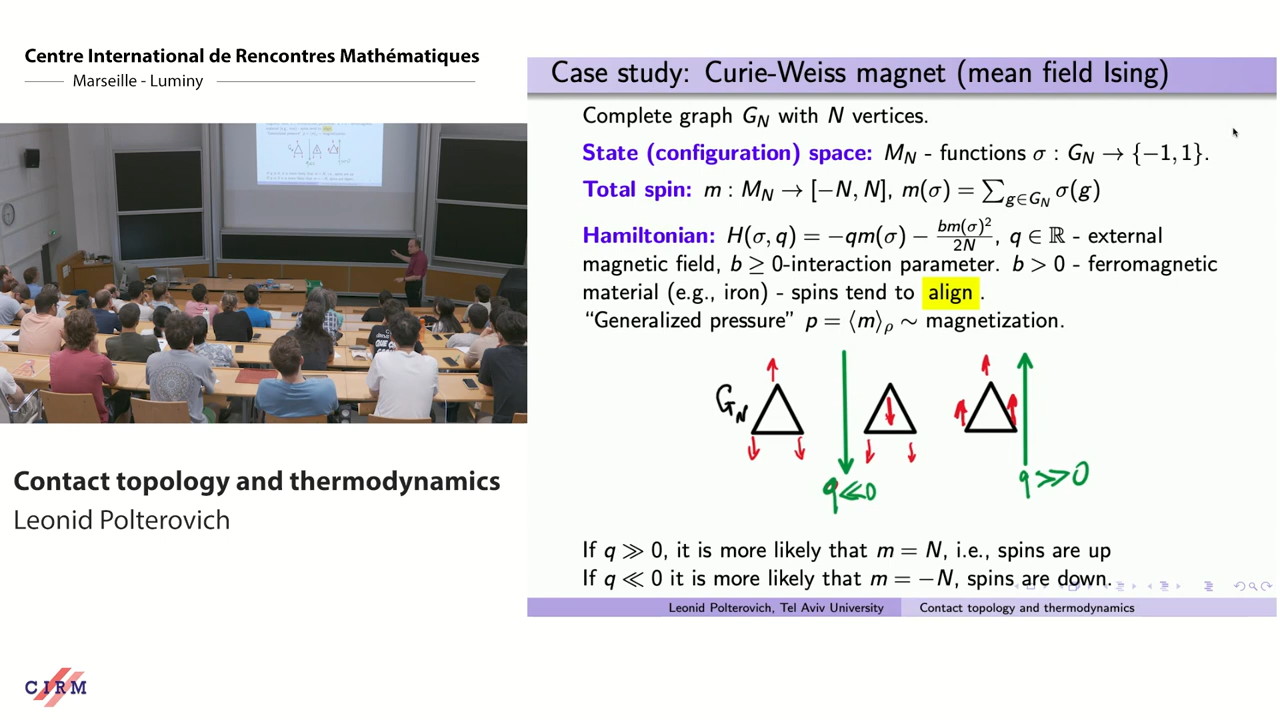 Centre International de Rencontres Mathématiques
Marseille - Luminy
Contact topology and thermodynamics
Leonid Polterovich
CIRM
Case study: Curie-Weiss magnet (mean field Ising)
Complete graph G_N with N vertices.
State (configuration) space: M_N - functions σ : G_N → {−1, 1}.
Total spin: m : M_N → [−N, N], m(σ) = ∑_{g∈G_N} σ(g)
Hamiltonian: H(σ, q) = −qm(σ) − bm(σ)²/2N, q ∈ ℝ - external
magnetic field, b ≥ 0-interaction parameter. b > 0 - ferromagnetic
material (e.g., iron) - spins tend to align.
“Generalized pressure” p = ⟨m⟩_ρ ∼ magnetization.
G_N
q≪0
q≫0
If q ≫ 0, it is more likely that m = N, i.e., spins are up
If q ≪ 0 it is more likely that m = −N, spins are down.
Leonid Polterovich, Tel Aviv University
Contact topology and thermodynamics